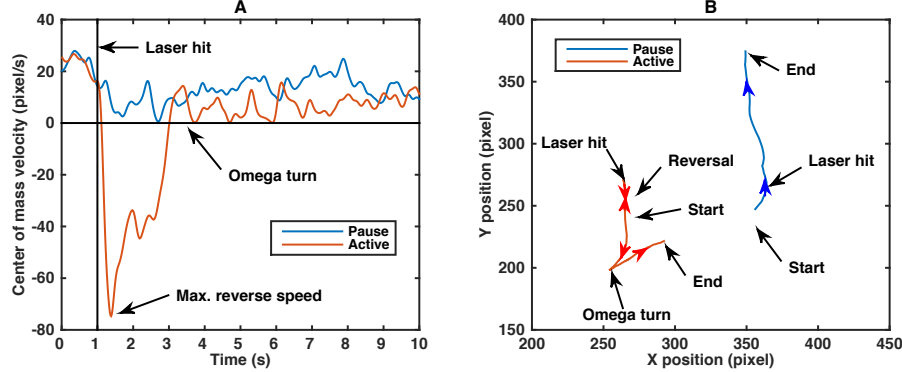 A
Center of mass velocity (pixel/s)
40
20
0
-20
-40
-60
-80
Laser hit
Omega turn
Pause
Active
Max. reverse speed
0 1 2 3 4 5 6 7 8 9 10
Time (s)
B
Y position (pixel)
400
350
300
250
200
150
Pause
Active
End
Laser hit
Reversal
Laser hit
Start
Start
End
Omega turn
200 250 300 350 400 450
X position (pixel)